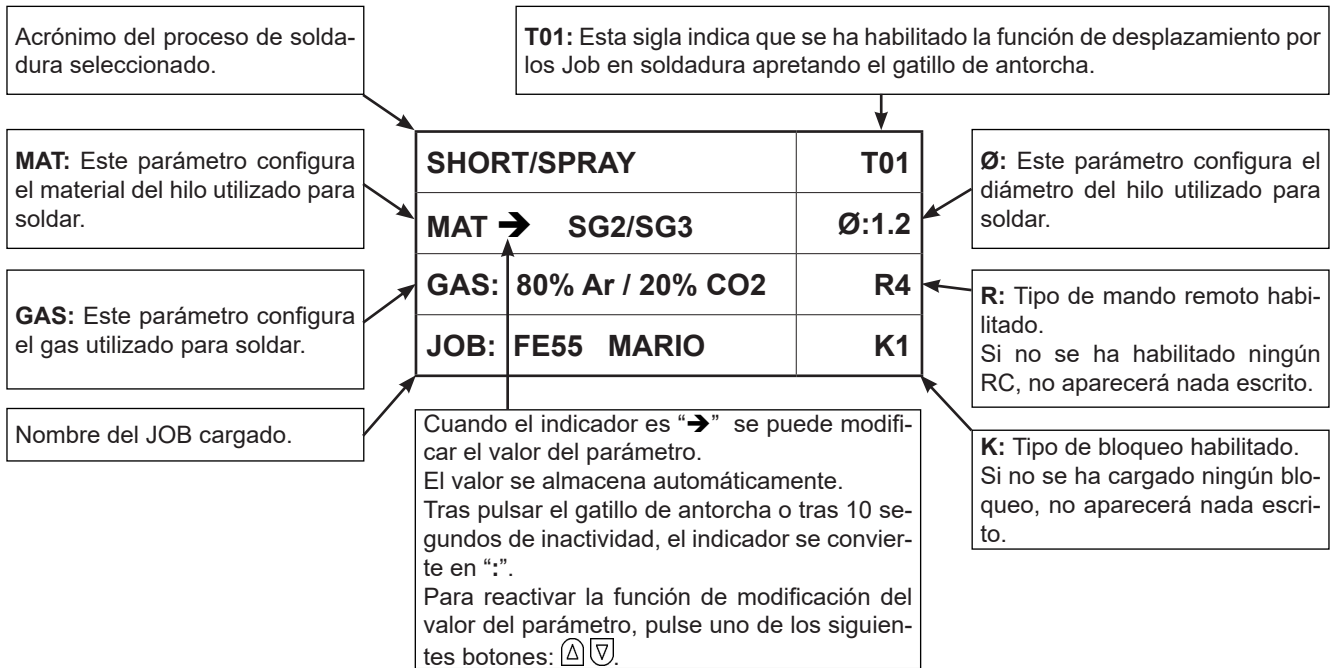 Acrónimo del proceso de solda-
dura seleccionado.
T01: Esta sigla indica que se ha habilitado la función de desplazamiento por
los Job en soldadura apretando el gatillo de antorcha.
MAT: Este parámetro configura
el material del hilo utilizado para
soldar.
GAS: Este parámetro configura
el gas utilizado para soldar.
Nombre del JOB cargado.
SHORT/SPRAY T01
MAT ➔ SG2/SG3 Ø:1.2
GAS: 80% Ar / 20% CO2 R4
JOB: FE55 MARIO K1
Ø: Este parámetro configura el
diámetro del hilo utilizado para
soldar.
R: Tipo de mando remoto habi-
litado.
Si no se ha habilitado ningún
RC, no aparecerá nada escrito.
K: Tipo de bloqueo habilitado.
Si no se ha cargado ningún blo-
queo, no aparecerá nada escri-
to.
Cuando el indicador es “➔” se puede modifi-
car el valor del parámetro.
El valor se almacena automáticamente.
Tras pulsar el gatillo de antorcha o tras 10 se-
gundos de inactividad, el indicador se convier-
te en “:”.
Para reactivar la función de modificación del
valor del parámetro, pulse uno de los siguien-
tes botones: .